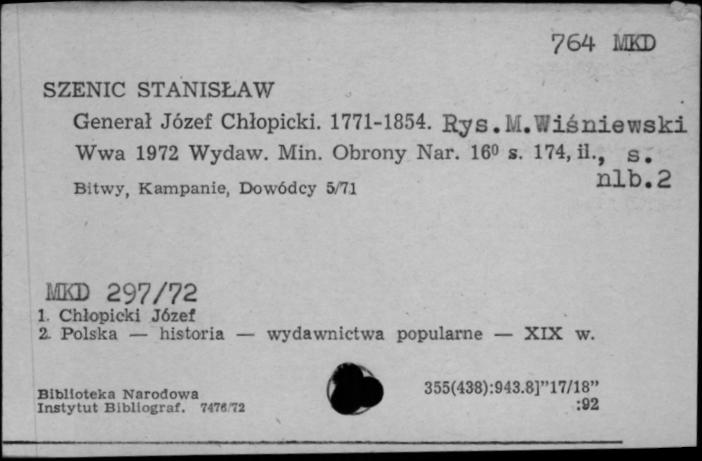 764 MKD
SZENIC STANISŁAW
Generał Józef Chłopicki. 1771-1854. Rys.M.Wiśniewski
Wwa 1972 Wydaw. Min. Obrony Nar. 16⁰ s. 174, il., s.
nlb.2
Bitwy, Kampanie, Dowódcy 5/71
MKD 297/72
1. Chłopicki Józef
2. Polska — historia — wydawnictwa popularne — XIX w.
Biblioteka Narodowa
Instytut Bibliograf. 7476/72
355(438):943.8]”17/18”
:92